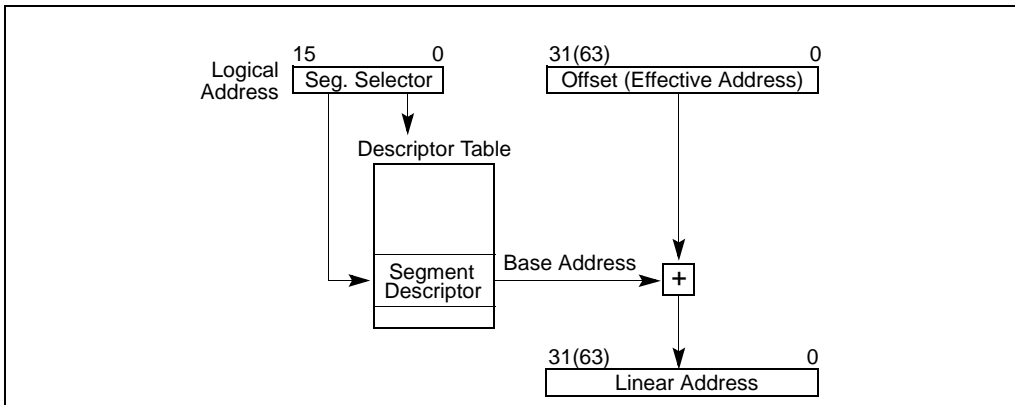 15 0
31(63) 0
Logical
Address
Seg. Selector
Offset (Effective Address)
Descriptor Table
Segment
Descriptor
Base Address
+
31(63) 0
Linear Address